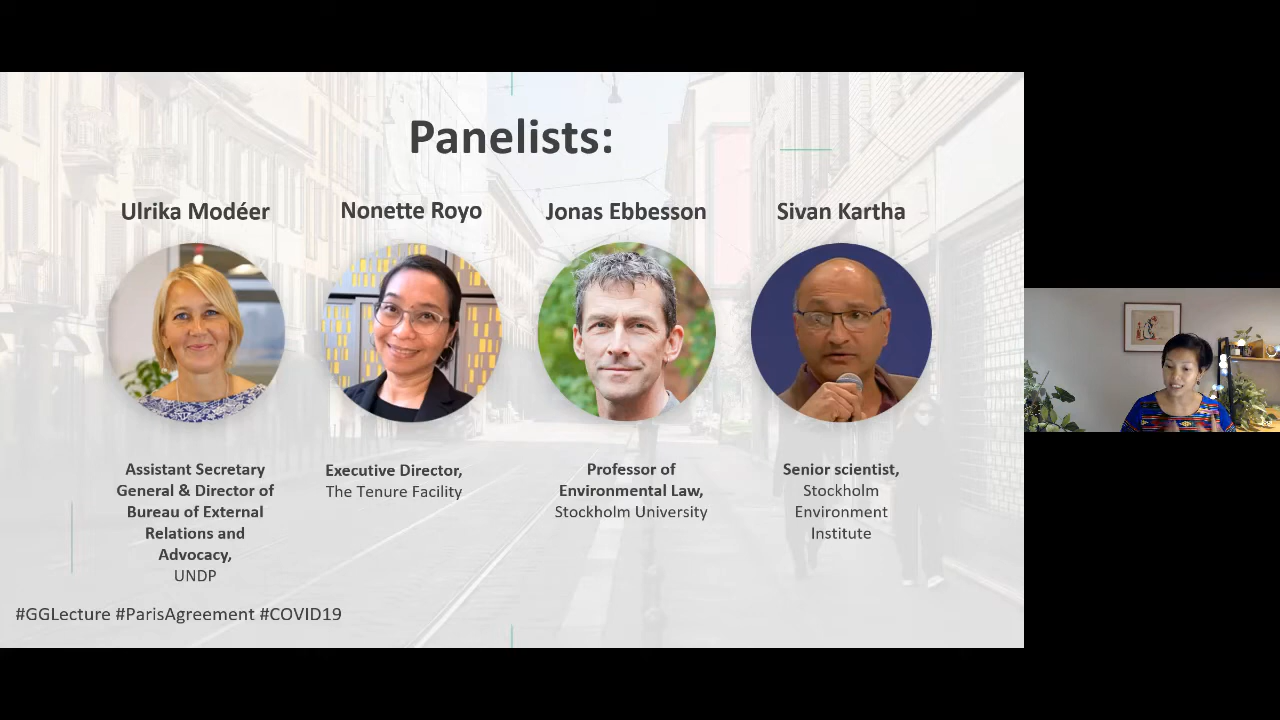 Panelists:
Ulrika Modéer
Nonette Royo
Jonas Ebbesson
Sivan Kartha
Assistant Secretary
General & Director of
Bureau of External
Relations and
Advocacy,
UNDP
Executive Director,
The Tenure Facility
Professor of
Environmental Law,
Stockholm University
Senior scientist,
Stockholm
Environment
Institute
#GGLecture #ParisAgreement #COVID19